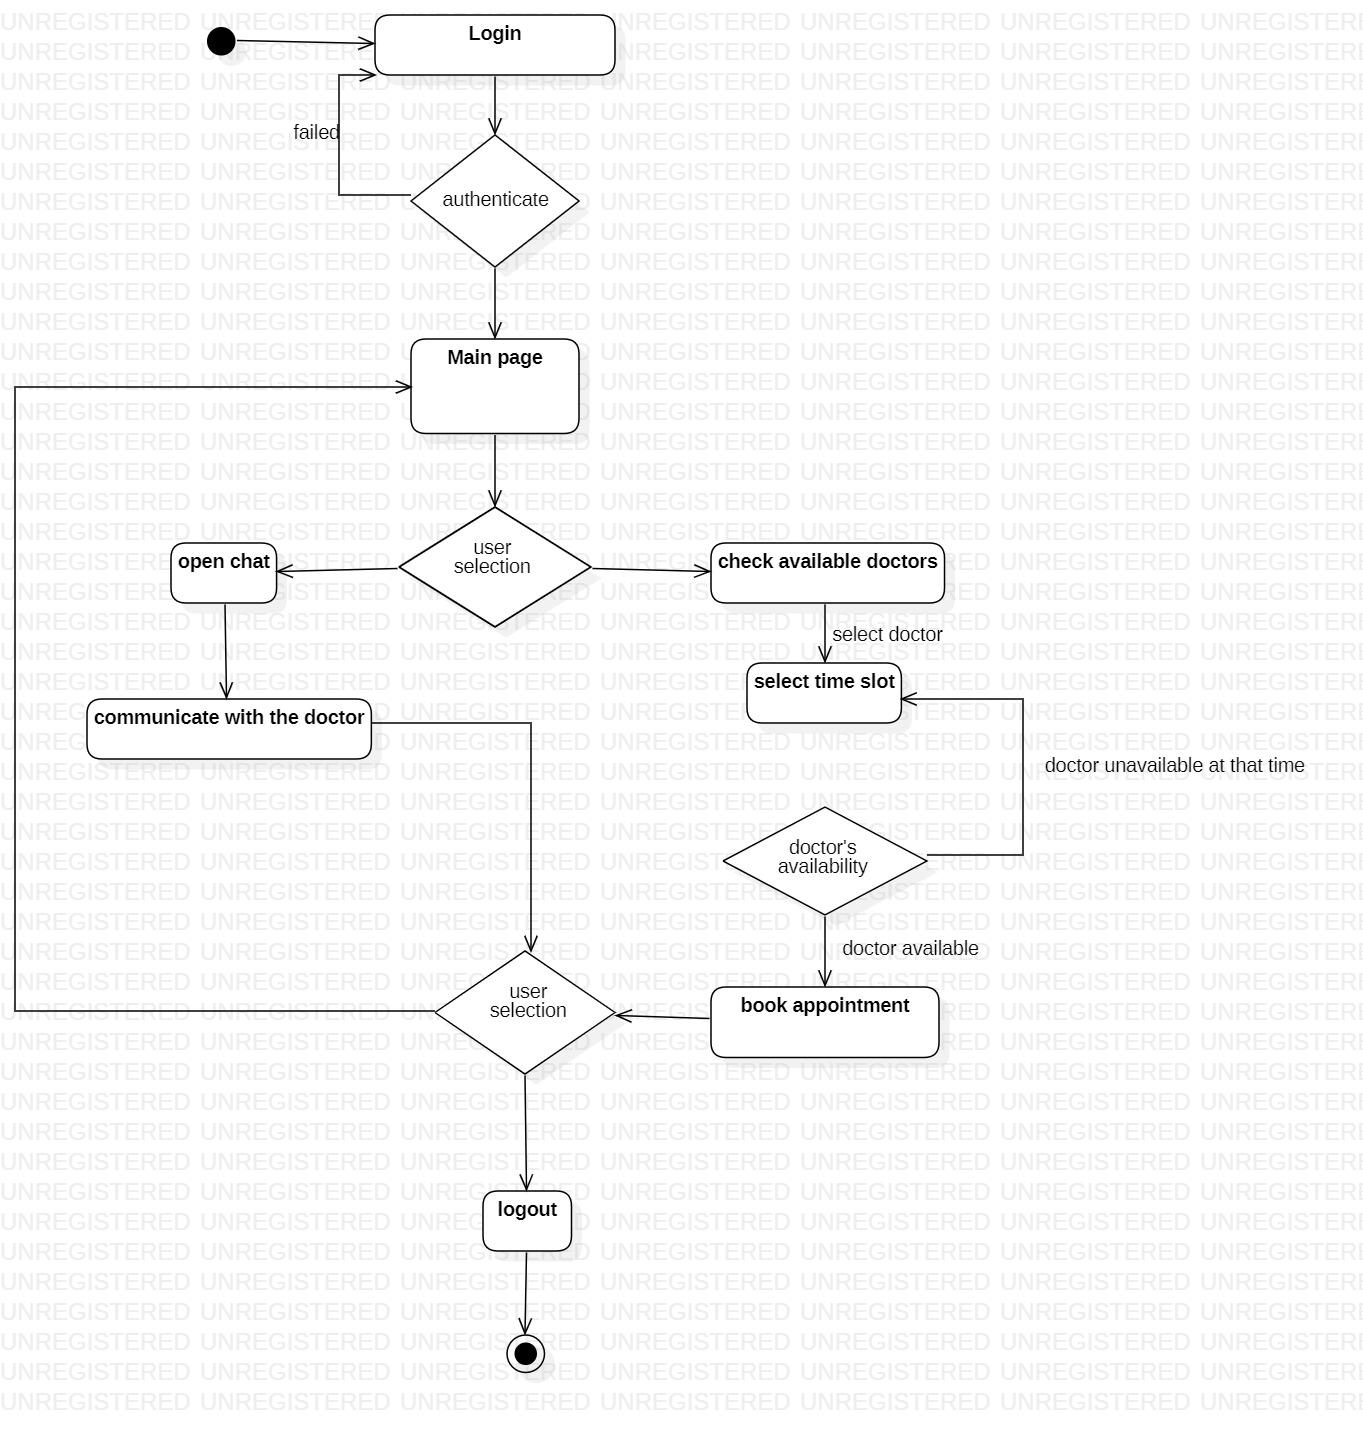 Login
failed
authenticate
Main page
user
selection
open chat
check available doctors
select doctor
select time slot
communicate with the doctor
doctor unavailable at that time
doctor's
availability
doctor available
user
selection
book appointment
logout
UNREGISTERED